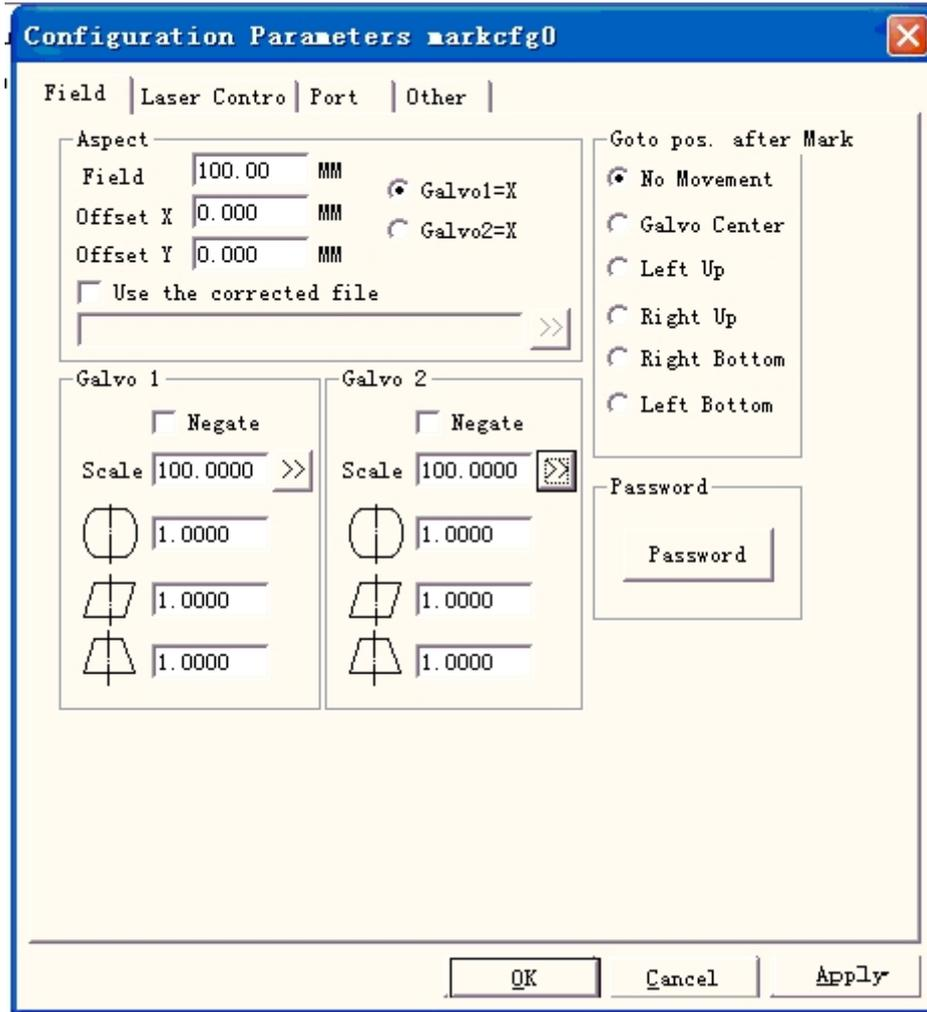 Configuration Parameters markcfg0
Field Laser Contro Port Other
Aspect
Field 100.00 MM
Offset X 0.000 MM
Offset Y 0.000 MM
Galvo1=X
Galvo2=X
Use the corrected file
>>
Goto pos. after Mark
No Movement
Galvo Center
Left Up
Right Up
Right Bottom
Left Bottom
Galvo 1
Negate
Scale 100.0000 >>
1.0000
1.0000
1.0000
Galvo 2
Negate
Scale 100.0000 >>
1.0000
1.0000
1.0000
Password
Password
OK Cancel Apply